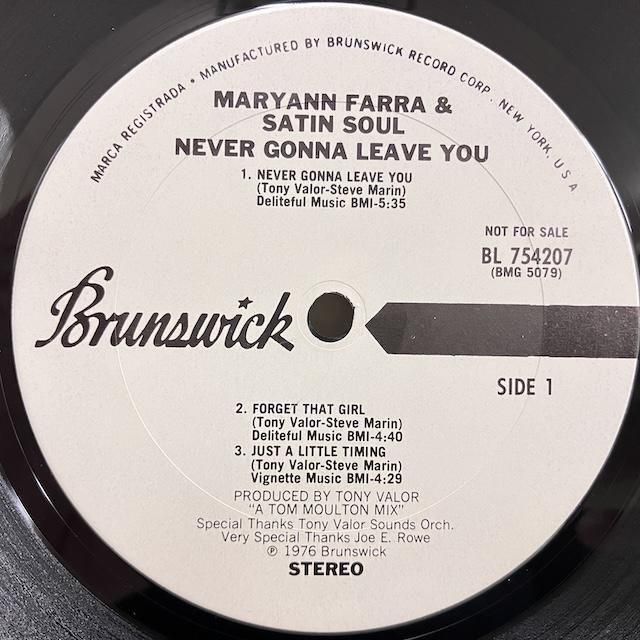 MARCA REGISTRADA • MANUFACTURED BY BRUNSWICK RECORD CORP. NEW YORK, U S A
MARYANN FARRA &
SATIN SOUL
NEVER GONNA LEAVE YOU
1. NEVER GONNA LEAVE YOU
(Tony Valor-Steve Marin)
Deliteful Music BMI-5:35
NOT FOR SALE
BL 754207
(BMG 5079)
Brunswick
SIDE 1
2. FORGET THAT GIRL
(Tony Valor-Steve Marin)
Deliteful Music BMI-4:40
3. JUST A LITTLE TIMING
(Tony Valor-Steve Marin)
Vignette Music BMI-4:29
PRODUCED BY TONY VALOR
"A TOM MOULTON MIX"
Special Thanks Tony Valor Sounds Orch.
Very Special Thanks Joe E. Rowe
℗ 1976 Brunswick
STEREO